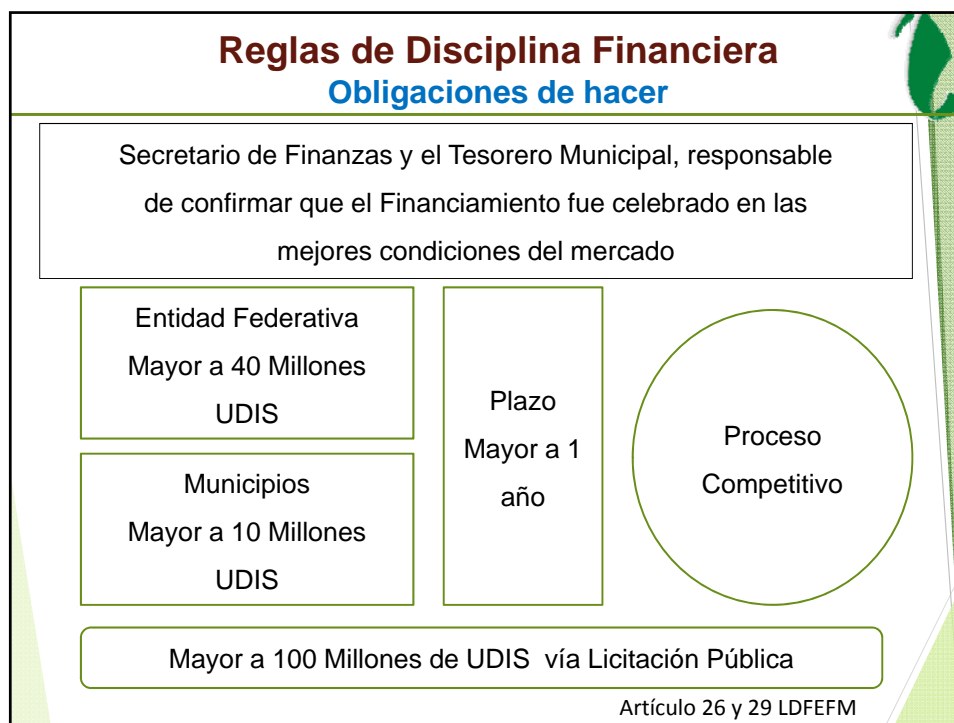 Reglas de Disciplina Financiera
Obligaciones de hacer
Secretario de Finanzas y el Tesorero Municipal, responsable
de confirmar que el Financiamiento fue celebrado en las
mejores condiciones del mercado
Entidad Federativa
Mayor a 40 Millones
UDIS
Municipios
Mayor a 10 Millones
UDIS
Plazo
Mayor a 1
año
Proceso
Competitivo
Mayor a 100 Millones de UDIS vía Licitación Pública
Artículo 26 y 29 LDFEFM